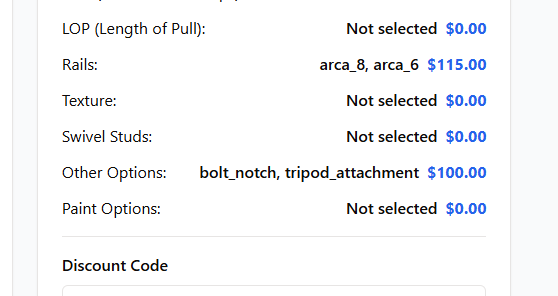 LOP (Length of Pull): Not selected $0.00
Rails: arca_8, arca_6 $115.00
Texture: Not selected $0.00
Swivel Studs: Not selected $0.00
Other Options: bolt_notch, tripod_attachment $100.00
Paint Options: Not selected $0.00
Discount Code